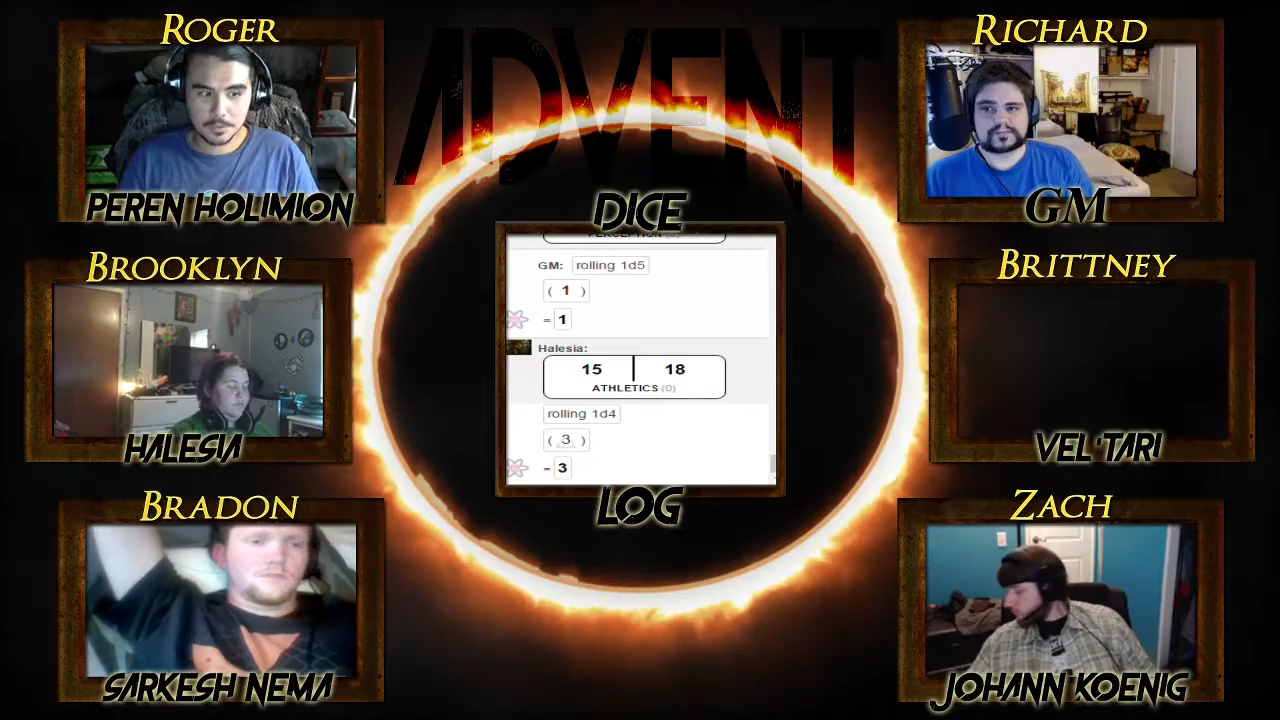 ADVENT
ROGER
PEREN HOLIMION
RICHARD
GM
BROOKLYN
HALESIA
BRITTNEY
VEL'TARI
BRADON
SARKESH NEMA
ZACH
JOHANN KOENIG
DICE
GM: rolling 1d5
( 1 )
= 1
Halesia:
15 | 18
ATHLETICS (0)
rolling 1d4
( 3 )
= 3
LOG